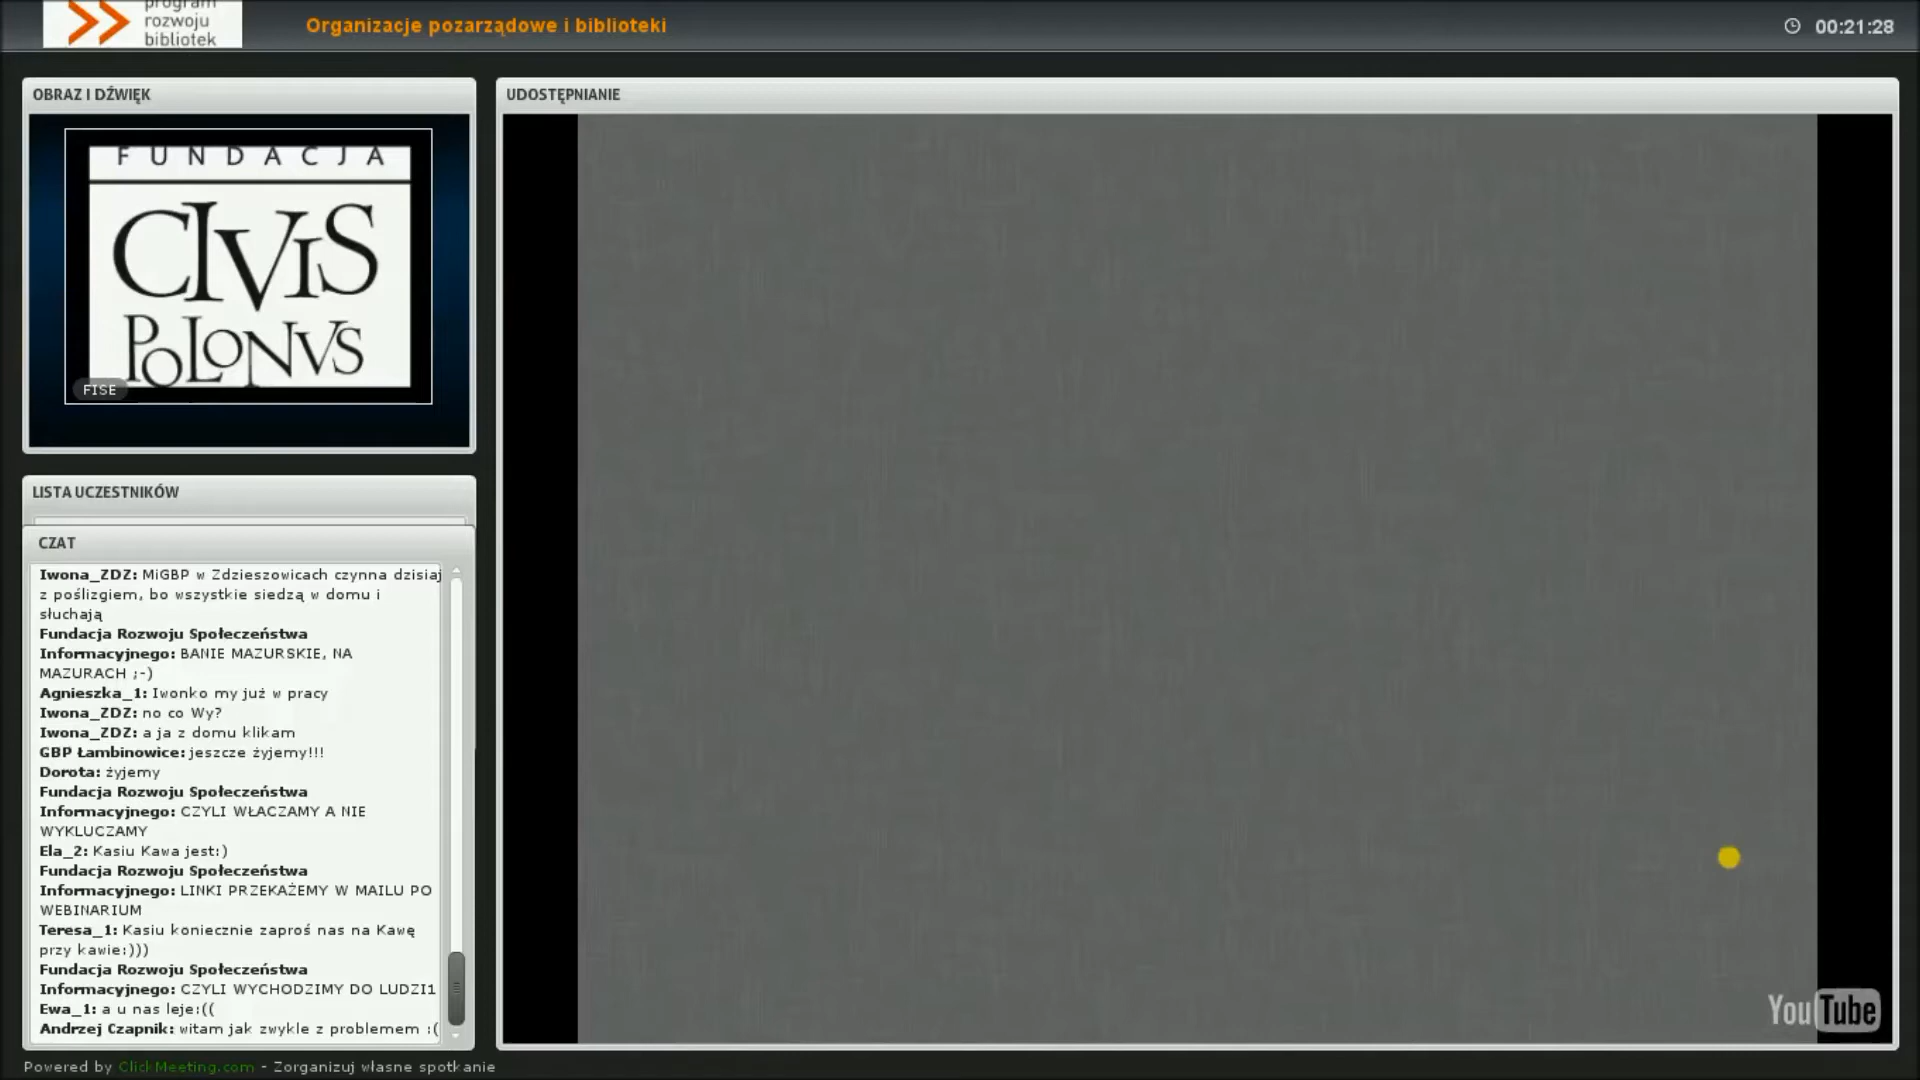 program
rozwoju
bibliotek
Organizacje pozarządowe i biblioteki
00:21:28
OBRAZ I DŹWIĘK
FUNDACJA
CIVIS
POLONVS
FISE
UDOSTĘPNIANIE
LISTA UCZESTNIKÓW
CZAT
Iwona_ZDZ: MiGBP w Zdzieszowicach czynna dzisiaj
z poślizgiem, bo wszystkie siedzą w domu i
słuchają
Fundacja Rozwoju Społeczeństwa
Informacyjnego: BANIE MAZURSKIE, NA
MAZURACH ;-)
Agnieszka_1: Iwonko my już w pracy
Iwona_ZDZ: no co Wy?
Iwona_ZDZ: a ja z domu klikam
GBP Łambinowice: jeszcze żyjemy!!!
Dorota: żyjemy
Fundacja Rozwoju Społeczeństwa
Informacyjnego: CZYLI WŁACZAMY A NIE
WYKLUCZAMY
Ela_2: Kasiu Kawa jest:)
Fundacja Rozwoju Społeczeństwa
Informacyjnego: LINKI PRZEKAŻEMY W MAILU PO
WEBINARIUM
Teresa_1: Kasiu koniecznie zaproś nas na Kawę
przy kawie:)))
Fundacja Rozwoju Społeczeństwa
Informacyjnego: CZYLI WYCHODZIMY DO LUDZI1
Ewa_1: a u nas leje:((
Andrzej Czapnik: witam jak zwykle z problemem :(
YouTube
Powered by ClickMeeting.com - Zorganizuj własne spotkanie